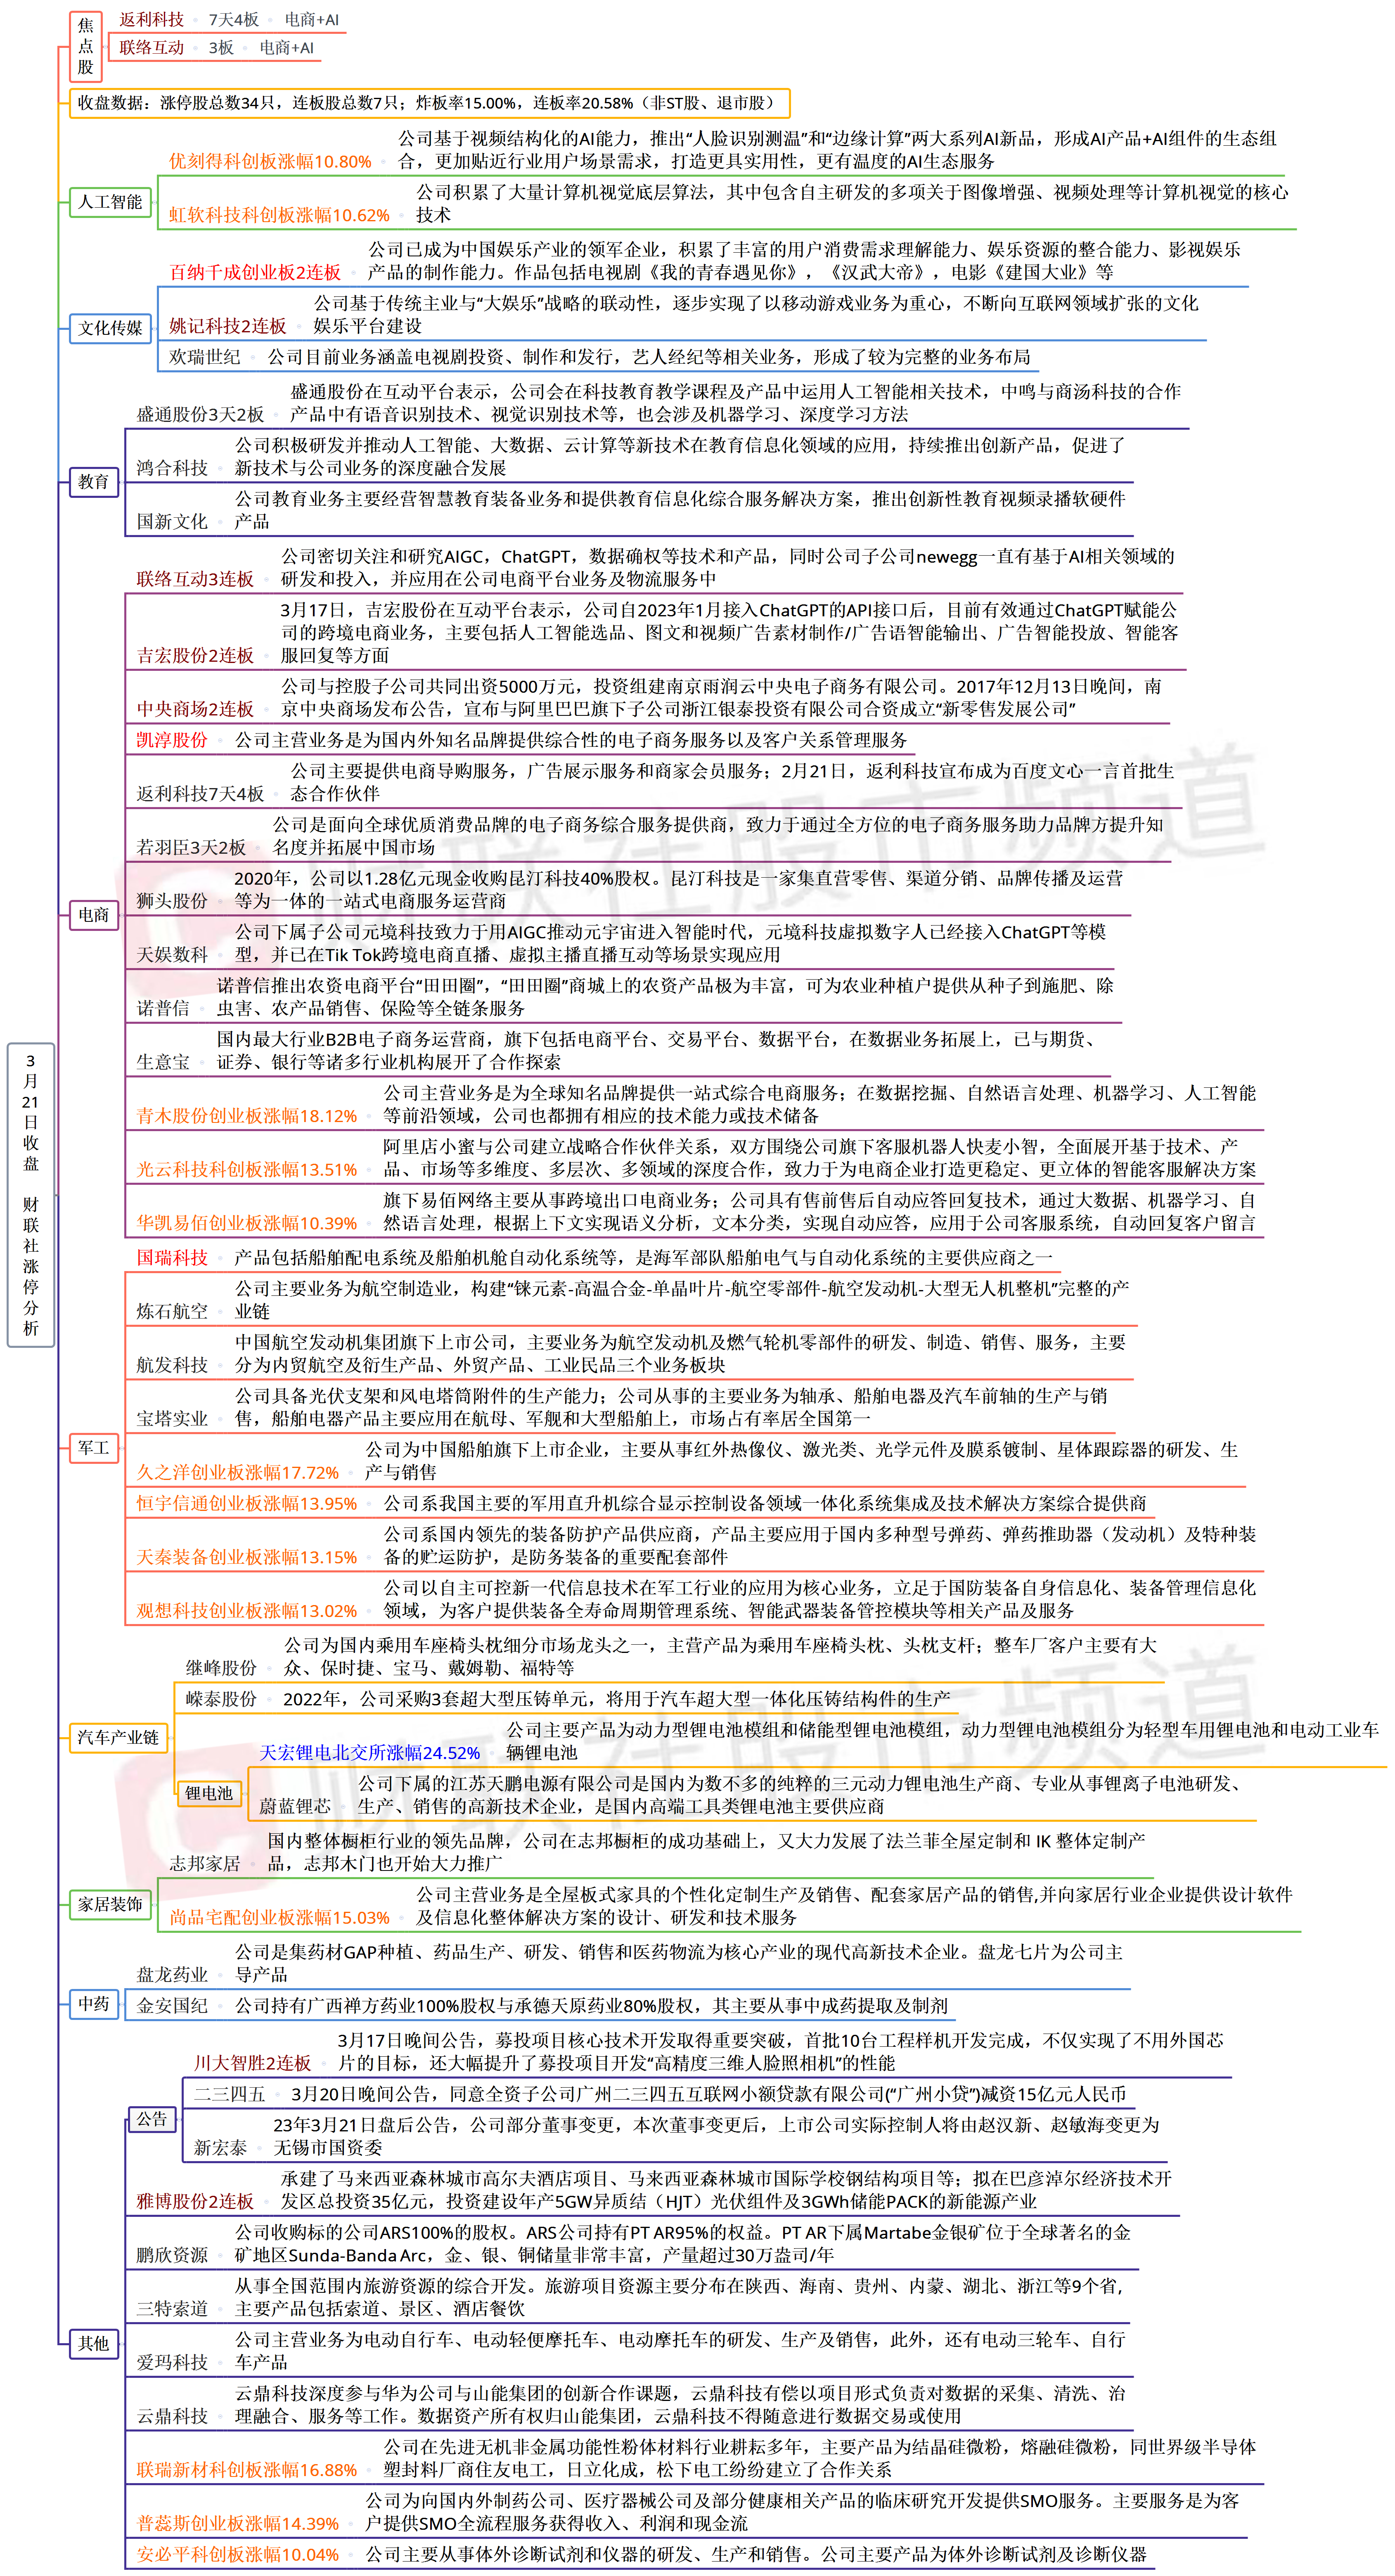 3月21日收盘 财联社涨停分析
焦点股
返利科技 7天4板 电商+AI
联络互动 3板 电商+AI
收盘数据：涨停股总数34只，连板股总数7只；炸板率15.00%，连板率20.58%（非ST股、退市股）
人工智能
优刻得科创板涨幅10.80%
公司基于视频结构化的AI能力，推出“人脸识别测温”和“边缘计算”两大系列AI新品，形成AI产品+AI组件的生态组
合，更加贴近行业用户场景需求，打造更具实用性，更有温度的AI生态服务
虹软科技科创板涨幅10.62%
公司积累了大量计算机视觉底层算法，其中包含自主研发的多项关于图像增强、视频处理等计算机视觉的核心
技术
文化传媒
百纳千成创业板2连板
公司已成为中国娱乐产业的领军企业，积累了丰富的用户消费需求理解能力、娱乐资源的整合能力、影视娱乐
产品的制作能力。作品包括电视剧《我的青春遇见你》，《汉武大帝》，电影《建国大业》等
姚记科技2连板
公司基于传统主业与“大娱乐”战略的联动性，逐步实现了以移动游戏业务为重心，不断向互联网领域扩张的文化
娱乐平台建设
欢瑞世纪 公司目前业务涵盖电视剧投资、制作和发行，艺人经纪等相关业务，形成了较为完整的业务布局
教育
盛通股份3天2板
盛通股份在互动平台表示，公司会在科技教育教学课程及产品中运用人工智能相关技术，中鸣与商汤科技的合作
产品中有语音识别技术、视觉识别技术等，也会涉及机器学习、深度学习方法
鸿合科技
公司积极研发并推动人工智能、大数据、云计算等新技术在教育信息化领域的应用，持续推出创新产品，促进了
新技术与公司业务的深度融合发展
国新文化
公司教育业务主要经营智慧教育装备业务和提供教育信息化综合服务解决方案，推出创新性教育视频录播软硬件
产品
电商
联络互动3连板
公司密切关注和研究AIGC，ChatGPT，数据确权等技术和产品，同时公司子公司newegg一直有基于AI相关领域的
研发和投入，并应用在公司电商平台业务及物流服务中
吉宏股份2连板
3月17日，吉宏股份在互动平台表示，公司自2023年1月接入ChatGPT的API接口后，目前有效通过ChatGPT赋能公
司的跨境电商业务，主要包括人工智能选品、图文和视频广告素材制作/广告语智能输出、广告智能投放、智能客
服回复等方面
中央商场2连板
公司与控股子公司共同出资5000万元，投资组建南京雨润云中央电子商务有限公司。2017年12月13日晚间，南
京中央商场发布公告，宣布与阿里巴巴旗下子公司浙江银泰投资有限公司合资成立“新零售发展公司”
凯淳股份 公司主营业务是为国内外知名品牌提供综合性的电子商务服务以及客户关系管理服务
返利科技7天4板
公司主要提供电商导购服务，广告展示服务和商家会员服务；2月21日，返利科技宣布成为百度文心一言首批生
态合作伙伴
若羽臣3天2板
公司是面向全球优质消费品牌的电子商务综合服务提供商，致力于通过全方位的电子商务服务助力品牌方提升知
名度并拓展中国市场
狮头股份
2020年，公司以1.28亿元现金收购昆汀科技40%股权。昆汀科技是一家集直营零售、渠道分销、品牌传播及运营
等为一体的一站式电商服务运营商
天娱数科
公司下属子公司元境科技致力于用AIGC推动元宇宙进入智能时代，元境科技虚拟数字人已经接入ChatGPT等模
型，并已在Tik Tok跨境电商直播、虚拟主播直播互动等场景实现应用
诺普信
诺普信推出农资电商平台“田田圈”，“田田圈”商城上的农资产品极为丰富，可为农业种植户提供从种子到施肥、除
虫害、农产品销售、保险等全链条服务
生意宝
国内最大行业B2B电子商务运营商，旗下包括电商平台、交易平台、数据平台，在数据业务拓展上，已与期货、
证券、银行等诸多行业机构展开了合作探索
青木股份创业板涨幅18.12%
公司主营业务是为全球知名品牌提供一站式综合电商服务；在数据挖掘、自然语言处理、机器学习、人工智能
等前沿领域，公司也都拥有相应的技术能力或技术储备
光云科技科创板涨幅13.51%
阿里店小蜜与公司建立战略合作伙伴关系，双方围绕公司旗下客服机器人快麦小智，全面展开基于技术、产
品、市场等多维度、多层次、多领域的深度合作，致力于为电商企业打造更稳定、更立体的智能客服解决方案
华凯易佰创业板涨幅10.39%
旗下易佰网络主要从事跨境出口电商业务；公司具有售前售后自动应答回复技术，通过大数据、机器学习、自
然语言处理，根据上下文实现语义分析，文本分类，实现自动应答，应用于公司客服系统，自动回复客户留言
军工
国瑞科技 产品包括船舶配电系统及船舶机舱自动化系统等，是海军部队船舶电气与自动化系统的主要供应商之一
炼石航空
公司主要业务为航空制造业，构建“铼元素-高温合金-单晶叶片-航空零部件-航空发动机-大型无人机整机”完整的产
业链
航发科技
中国航空发动机集团旗下上市公司，主要业务为航空发动机及燃气轮机零部件的研发、制造、销售、服务，主要
分为内贸航空及衍生产品、外贸产品、工业民品三个业务板块
宝塔实业
公司具备光伏支架和风电塔筒附件的生产能力；公司从事的主要业务为轴承、船舶电器及汽车前轴的生产与销
售，船舶电器产品主要应用在航母、军舰和大型船舶上，市场占有率居全国第一
久之洋创业板涨幅17.72%
公司为中国船舶旗下上市企业，主要从事红外热像仪、激光类、光学元件及膜系镀制、星体跟踪器的研发、生
产与销售
恒宇信通创业板涨幅13.95% 公司系我国主要的军用直升机综合显示控制设备领域一体化系统集成及技术解决方案综合提供商
天秦装备创业板涨幅13.15%
公司系国内领先的装备防护产品供应商，产品主要应用于国内多种型号弹药、弹药推助器（发动机）及特种装
备的贮运防护，是防务装备的重要配套部件
观想科技创业板涨幅13.02%
公司以自主可控新一代信息技术在军工行业的应用为核心业务，立足于国防装备自身信息化、装备管理信息化
领域，为客户提供装备全寿命周期管理系统、智能武器装备管控模块等相关产品及服务
汽车产业链
继峰股份
公司为国内乘用车座椅头枕细分市场龙头之一，主营产品为乘用车座椅头枕、头枕支杆；整车厂客户主要有大
众、保时捷、宝马、戴姆勒、福特等
嵘泰股份 2022年，公司采购3套超大型压铸单元，将用于汽车超大型一体化压铸结构件的生产
锂电池
天宏锂电北交所涨幅24.52%
公司主要产品为动力型锂电池模组和储能型锂电池模组，动力型锂电池模组分为轻型车用锂电池和电动工业车
辆锂电池
蔚蓝锂芯
公司下属的江苏天鹏电源有限公司是国内为数不多的纯粹的三元动力锂电池生产商、专业从事锂离子电池研发、
生产、销售的高新技术企业，是国内高端工具类锂电池主要供应商
家居装饰
志邦家居
国内整体橱柜行业的领先品牌，公司在志邦橱柜的成功基础上，又大力发展了法兰菲全屋定制和 IK 整体定制产
品，志邦木门也开始大力推广
尚品宅配创业板涨幅15.03%
公司主营业务是全屋板式家具的个性化定制生产及销售、配套家居产品的销售,并向家居行业企业提供设计软件
及信息化整体解决方案的设计、研发和技术服务
中药
盘龙药业
公司是集药材GAP种植、药品生产、研发、销售和医药物流为核心产业的现代高新技术企业。盘龙七片为公司主
导产品
金安国纪 公司持有广西禅方药业100%股权与承德天原药业80%股权，其主要从事中成药提取及制剂
其他
公告
川大智胜2连板
3月17日晚间公告，募投项目核心技术开发取得重要突破，首批10台工程样机开发完成，不仅实现了不用外国芯
片的目标，还大幅提升了募投项目开发“高精度三维人脸照相机”的性能
二三四五 3月20日晚间公告，同意全资子公司广州二三四五互联网小额贷款有限公司(“广州小贷”)减资15亿元人民币
新宏泰
23年3月21日盘后公告，公司部分董事变更，本次董事变更后，上市公司实际控制人将由赵汉新、赵敏海变更为
无锡市国资委
雅博股份2连板
承建了马来西亚森林城市高尔夫酒店项目、马来西亚森林城市国际学校钢结构项目等；拟在巴彦淖尔经济技术开
发区总投资35亿元，投资建设年产5GW异质结（HJT）光伏组件及3GWh储能PACK的新能源产业
鹏欣资源
公司收购标的公司ARS100%的股权。ARS公司持有PT AR95%的权益。PT AR下属Martabe金银矿位于全球著名的金
矿地区Sunda-Banda Arc，金、银、铜储量非常丰富，产量超过30万盎司/年
三特索道
从事全国范围内旅游资源的综合开发。旅游项目资源主要分布在陕西、海南、贵州、内蒙、湖北、浙江等9个省,
主要产品包括索道、景区、酒店餐饮
爱玛科技
公司主营业务为电动自行车、电动轻便摩托车、电动摩托车的研发、生产及销售，此外，还有电动三轮车、自行
车产品
云鼎科技
云鼎科技深度参与华为公司与山能集团的创新合作课题，云鼎科技有偿以项目形式负责对数据的采集、清洗、治
理融合、服务等工作。数据资产所有权归山能集团，云鼎科技不得随意进行数据交易或使用
联瑞新材科创板涨幅16.88%
公司在先进无机非金属功能性粉体材料行业耕耘多年，主要产品为结晶硅微粉，熔融硅微粉，同世界级半导体
塑封料厂商住友电工，日立化成，松下电工纷纷建立了合作关系
普蕊斯创业板涨幅14.39%
公司为向国内外制药公司、医疗器械公司及部分健康相关产品的临床研究开发提供SMO服务。主要服务是为客
户提供SMO全流程服务获得收入、利润和现金流
安必平科创板涨幅10.04% 公司主要从事体外诊断试剂和仪器的研发、生产和销售。公司主要产品为体外诊断试剂及诊断仪器
财联社股市频道
财联社股市频道